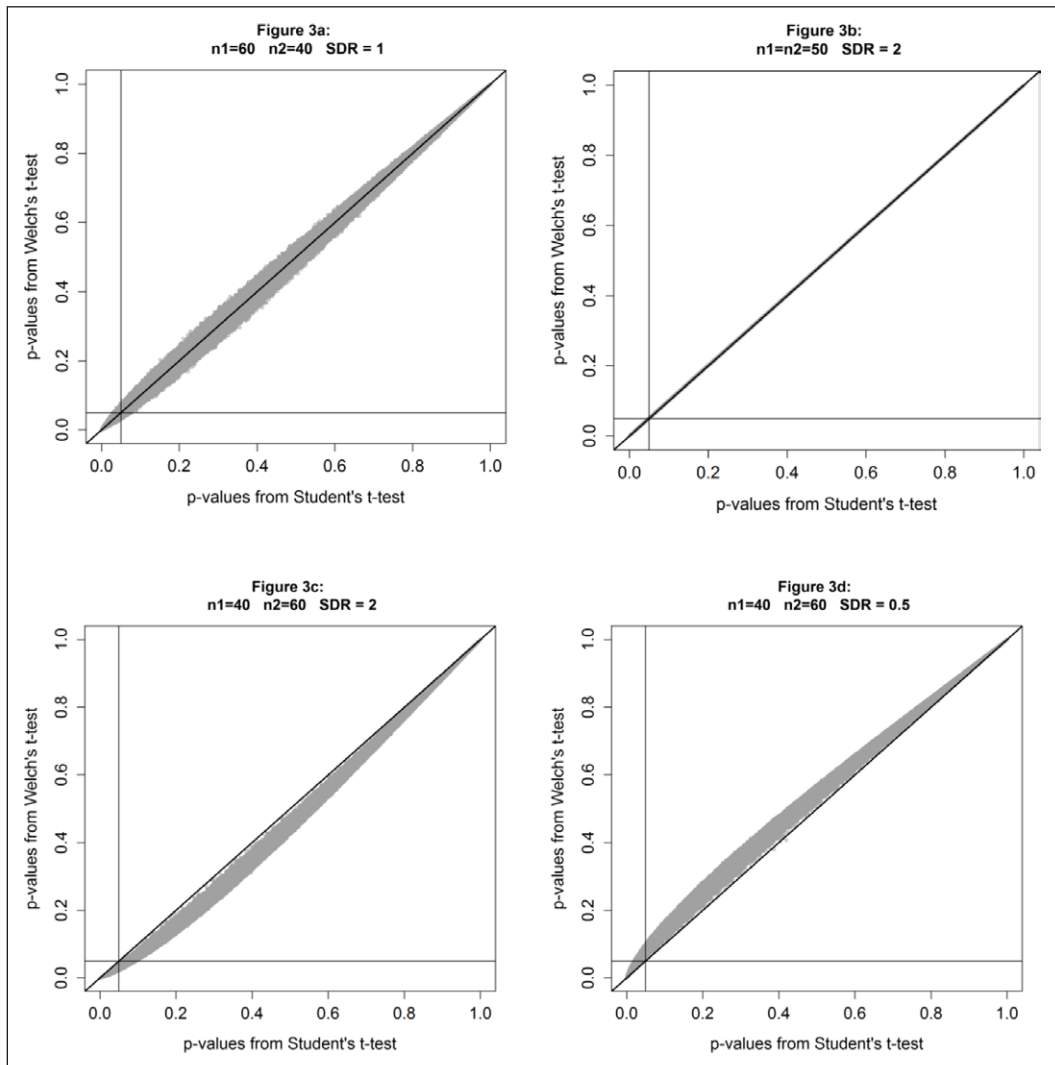 Figure 3a:
n1=60 n2=40 SDR = 1
p-values from Welch's t-test
1.0
0.8
0.6
0.4
0.2
0.0
0.0 0.2 0.4 0.6 0.8 1.0
p-values from Student's t-test
Figure 3b:
n1=n2=50 SDR = 2
p-values from Welch's t-test
1.0
0.8
0.6
0.4
0.2
0.0
0.0 0.2 0.4 0.6 0.8 1.0
p-values from Student's t-test
Figure 3c:
n1=40 n2=60 SDR = 2
p-values from Welch's t-test
1.0
0.8
0.6
0.4
0.2
0.0
0.0 0.2 0.4 0.6 0.8 1.0
p-values from Student's t-test
Figure 3d:
n1=40 n2=60 SDR = 0.5
p-values from Welch's t-test
1.0
0.8
0.6
0.4
0.2
0.0
0.0 0.2 0.4 0.6 0.8 1.0
p-values from Student's t-test